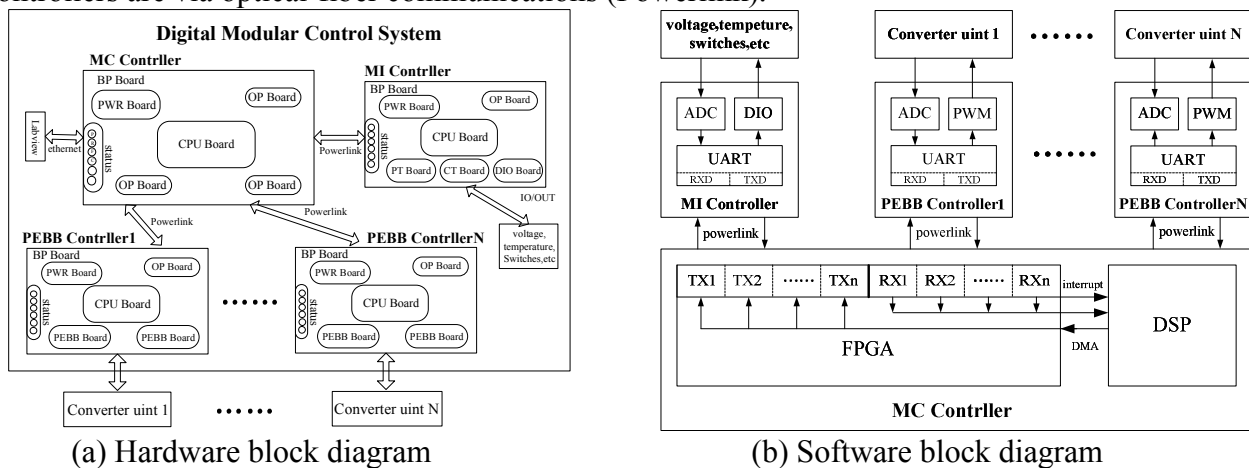 ontrollers are via optical fiber communications (Powerlink).
Digital Modular Control System
MC Contrller
BP Board
PWR Board
OP Board
CPU Board
status
OP Board
OP Board
Labview
ethernet
Powerlink
MI Contrller
BP Board
PWR Board
OP Board
CPU Board
status
PT Board
CT Board
DIO Board
IO/OUT
voltage,
temperature,
Switches,etc
Powerlink
Powerlink
PEBB Contrller1
BP Board
PWR Board
OP Board
CPU Board
status
PEBB Board
PEBB Board
......
PEBB ContrllerN
BP Board
PWR Board
OP Board
CPU Board
status
PEBB Board
PEBB Board
Converter uint 1
......
Converter uint N
(a) Hardware block diagram
voltage,tempeture,
switches,etc
Converter uint 1
......
Converter uint N
ADC
DIO
UART
RXD
TXD
MI Controller
ADC
PWM
UART
RXD
TXD
PEBB Controller1
......
ADC
PWM
UART
RXD
TXD
PEBB ControllerN
powerlink
powerlink
powerlink
TX1
TX2
......
TXn
RX1
RX2
......
RXn
interrupt
DMA
FPGA
DSP
MC Contrller
(b) Software block diagram